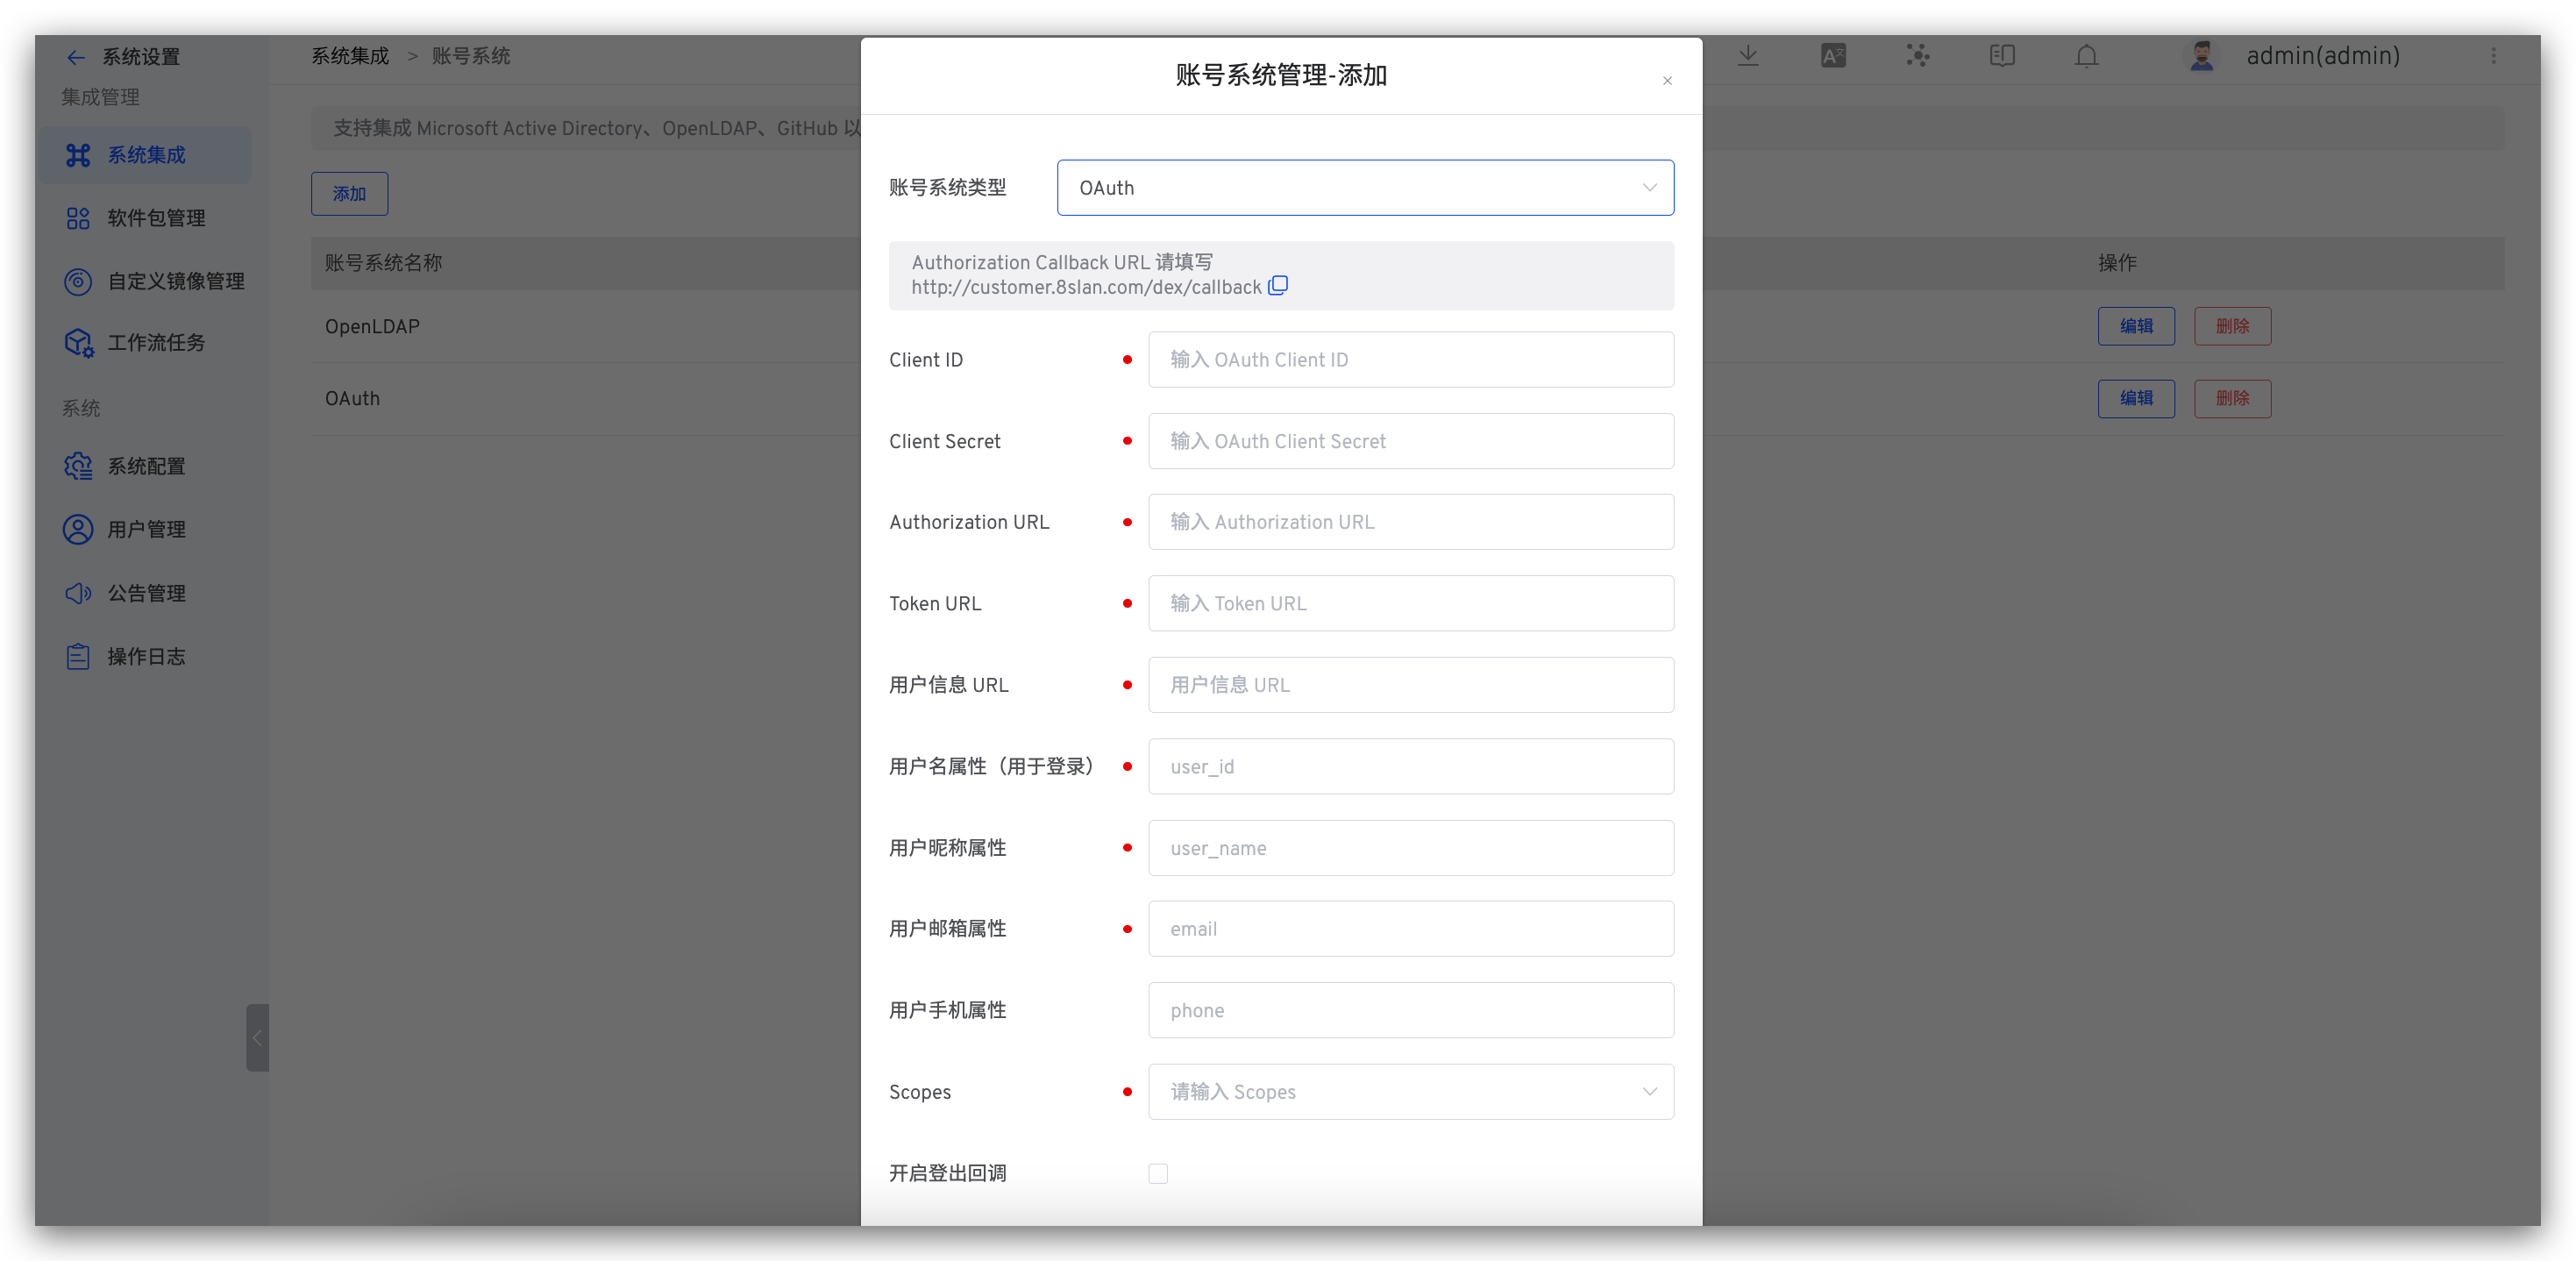 系统设置
集成管理
系统集成
软件包管理
自定义镜像管理
工作流任务
系统
系统配置
用户管理
公告管理
操作日志
系统集成 > 账号系统
admin(admin)
支持集成 Microsoft Active Directory、OpenLDAP、GitHub 以
添加
账号系统名称
操作
OpenLDAP
编辑
删除
OAuth
编辑
删除
账号系统管理-添加
账号系统类型
OAuth
Authorization Callback URL 请填写
http://customer.8slan.com/dex/callback
Client ID
输入 OAuth Client ID
Client Secret
输入 OAuth Client Secret
Authorization URL
输入 Authorization URL
Token URL
输入 Token URL
用户信息 URL
用户信息 URL
用户名属性（用于登录）
user_id
用户昵称属性
user_name
用户邮箱属性
email
用户手机属性
phone
Scopes
请输入 Scopes
开启登出回调